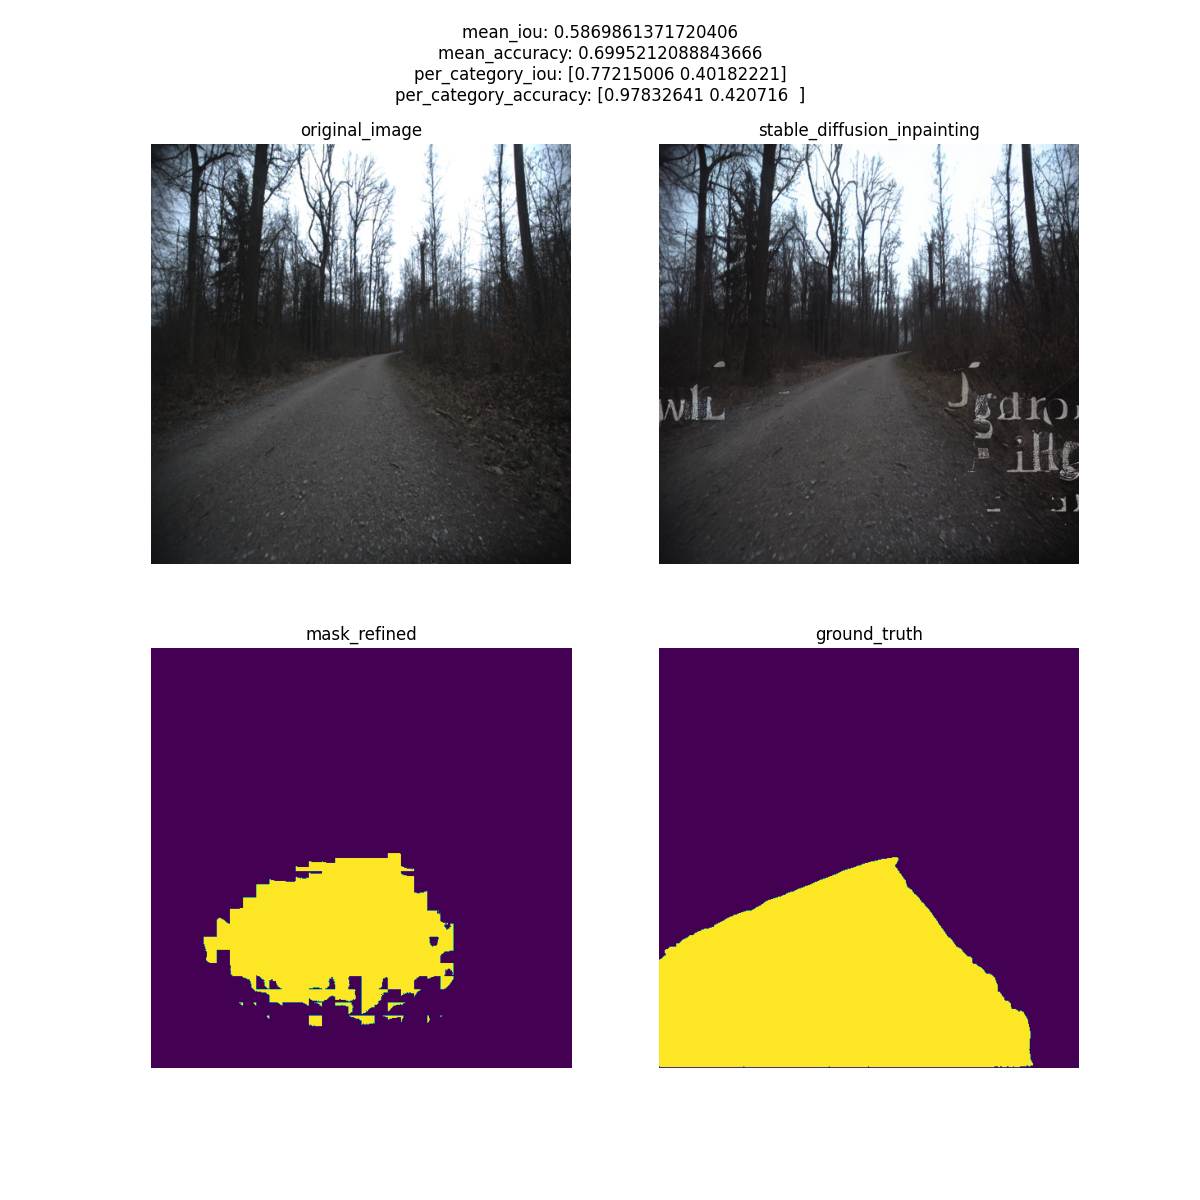 mean_iou: 0.5869861371720406
mean_accuracy: 0.6995212088843666
per_category_iou: [0.77215006 0.40182221]
per_category_accuracy: [0.97832641 0.420716  ]
original_image
stable_diffusion_inpainting
mask_refined
ground_truth